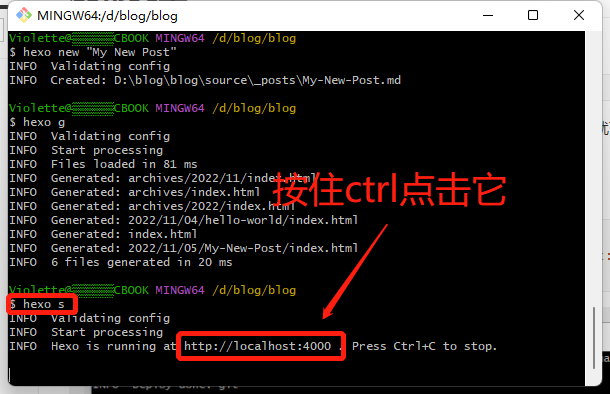 MINGW64:/d/blog/blog
Violette@CBOOK MINGW64 /d/blog/blog
$ hexo new "My New Post"
INFO  Validating config
INFO  Created: D:\blog\blog\source\_posts\My-New-Post.md
Violette@CBOOK MINGW64 /d/blog/blog
$ hexo g
INFO  Validating config
INFO  Start processing
INFO  Files loaded in 81 ms
INFO  Generated: archives/2022/11/index.html
INFO  Generated: archives/index.html
INFO  Generated: archives/2022/index.html
INFO  Generated: 2022/11/04/hello-world/index.html
INFO  Generated: index.html
INFO  Generated: 2022/11/05/My-New-Post/index.html
INFO  6 files generated in 20 ms
按住ctrl点击它
Violette@CBOOK MINGW64 /d/blog/blog
$ hexo s
INFO  Validating config
INFO  Start processing
INFO  Hexo is running at http://localhost:4000 . Press Ctrl+C to stop.